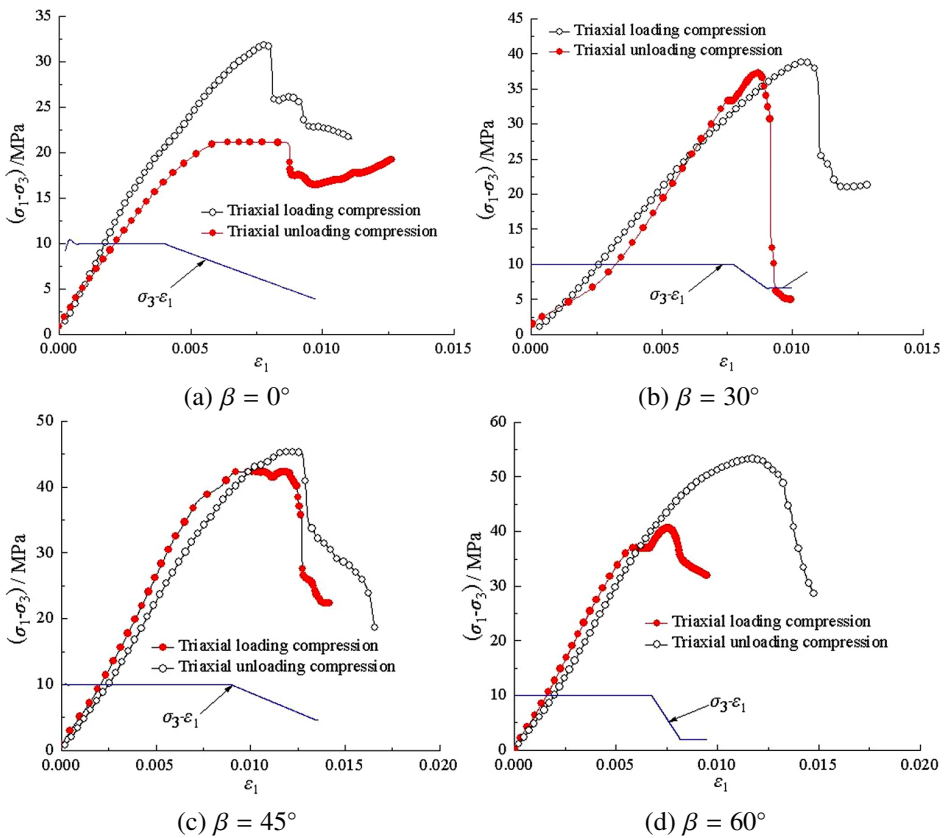 35
30
25
20
15
10
5
0
(σ1-σ3) /MPa
Triaxial loading compression
Triaxial unloading compression
σ3-ε1
0.000 0.005 0.010 0.015
ε1
(a) β = 0°
45
40
35
30
25
20
15
10
5
0
(σ1-σ3) /MPa
Triaxial loading compression
Triaxial unloading compression
σ3-ε1
0.000 0.005 0.010 0.015
ε1
(b) β = 30°
50
40
30
20
10
0
(σ1-σ3) / MPa
Triaxial loading compression
Triaxial unloading compression
σ3-ε1
0.000 0.005 0.010 0.015 0.020
ε1
(c) β = 45°
60
50
40
30
20
10
0
(σ1-σ3) / MPa
Triaxial loading compression
Triaxial unloading compression
σ3-ε1
0.000 0.005 0.010 0.015 0.020
ε1
(d) β = 60°